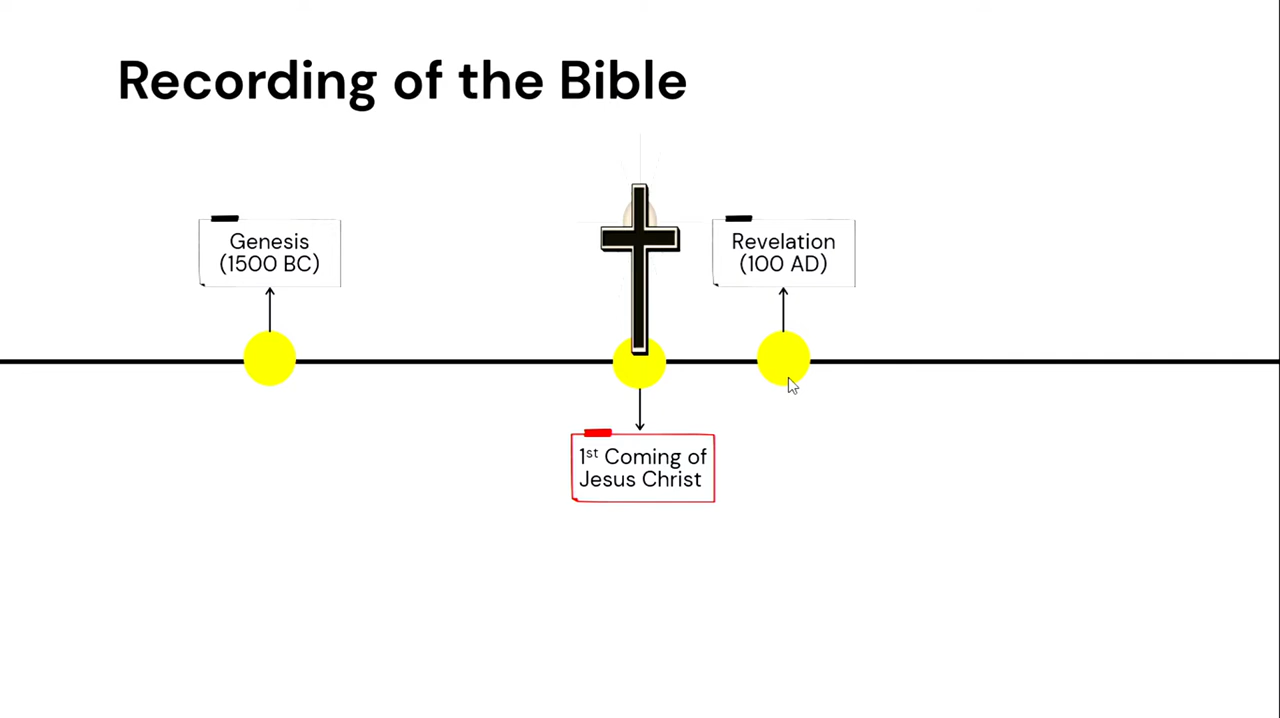 Recording of the Bible
Genesis
(1500 BC)
Revelation
(100 AD)
1st Coming of
Jesus Christ